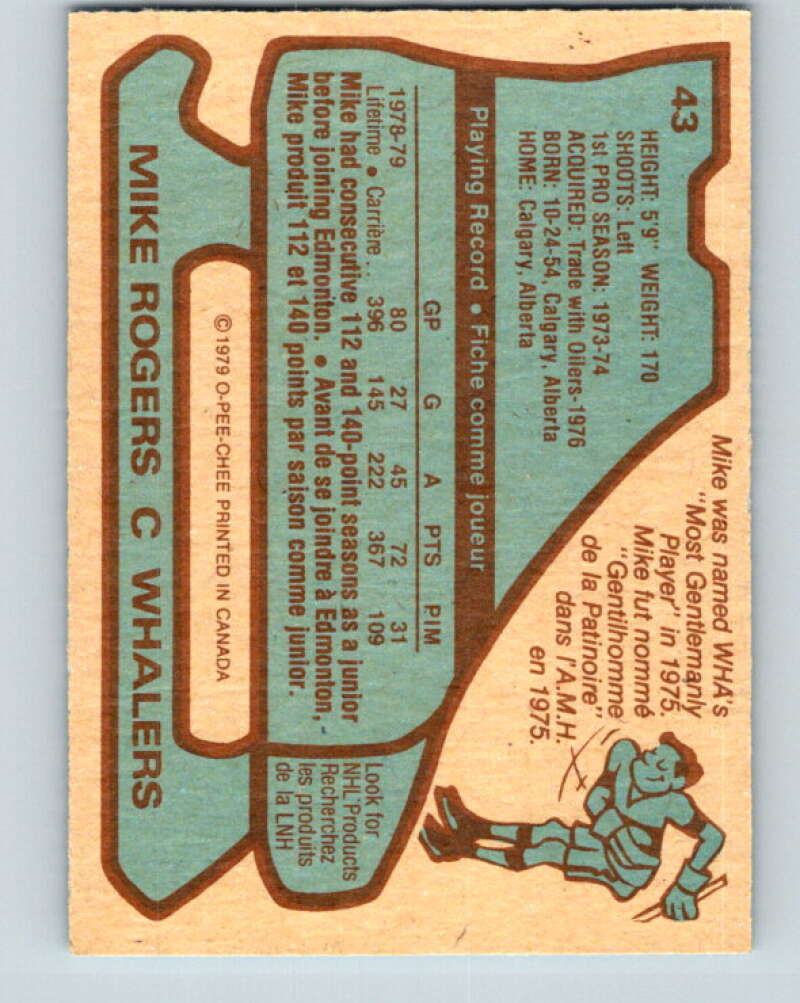 43
HEIGHT: 5'9" WEIGHT: 170
SHOOTS: Left
1st PRO SEASON: 1973-74
ACQUIRED: Trade with Oilers-1976
BORN: 10-24-54, Calgary, Alberta
HOME: Calgary, Alberta
Mike was named WHA's
"Most Gentlemanly
Player" in 1975.
Mike fut nommé
"Gentilhomme
de la Patinoire"
dans l'A.M.H.
en 1975.
Playing Record • Fiche comme joueur
GP G A PTS PIM
1978-79 80 27 45 72 31
Lifetime • Carrière .. 396 145 222 367 109
Mike had consecutive 112 and 140-point seasons as a junior
before joining Edmonton. • Avant de se joindre à Edmonton,
Mike produit 112 et 140 points par saison comme junior.
Look for
NHL Products
Recherchez
les produits
de la LNH
©1979 O-PEE-CHEE PRINTED IN CANADA
MIKE ROGERS C WHALERS